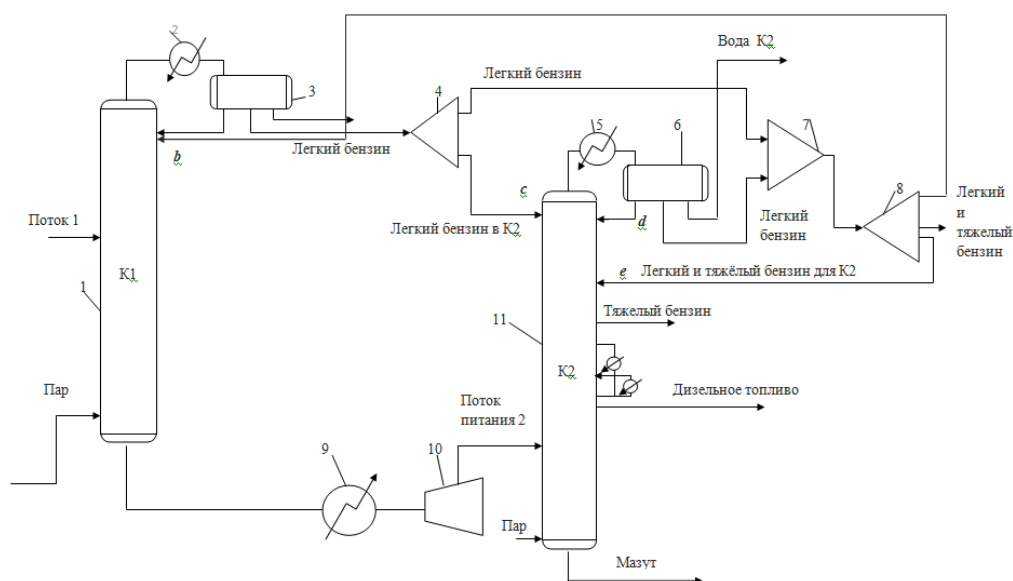 2
Вода К2
Легкий бензин
3
4
5
6
7
8
Легкий бензин
b
c
d
Легкий
и
тяжелый
бензин
Поток 1
Легкий бензин в К2
Легкий
бензин
К1
1
e
Легкий и тяжёлый бензин для К2
Тяжелый бензин
11
К2
Пар
Дизельное топливо
Поток
питания 2
9
10
Пар
Мазут